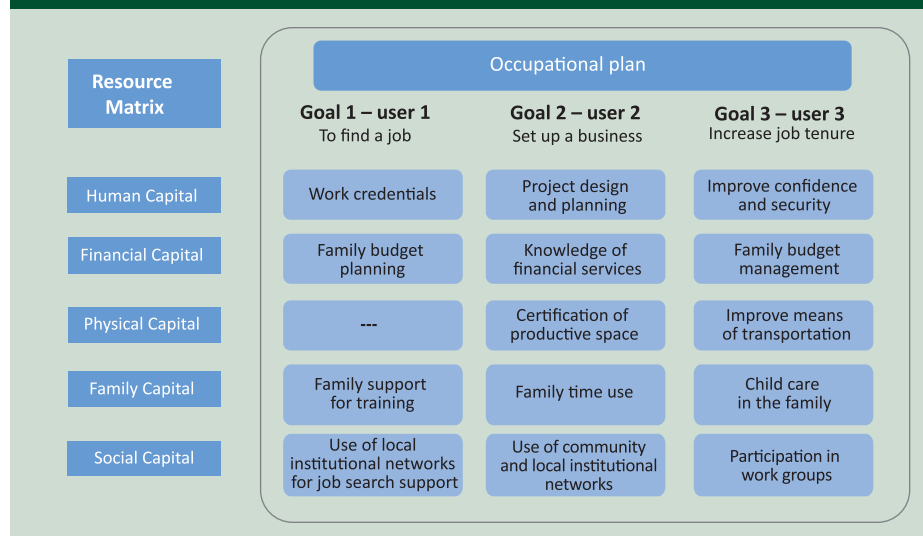 Resource
Matrix
Occupational plan
Goal 1 – user 1
To find a job
Goal 2 – user 2
Set up a business
Goal 3 – user 3
Increase job tenure
Human Capital
Work credentials
Project design
and planning
Improve confidence
and security
Financial Capital
Family budget
planning
Knowledge of
financial services
Family budget
management
Physical Capital
---
Certification of
productive space
Improve means
of transportation
Family Capital
Family support
for training
Family time use
Child care
in the family
Social Capital
Use of local
institutional networks
for job search support
Use of community
and local institutional
networks
Participation in
work groups